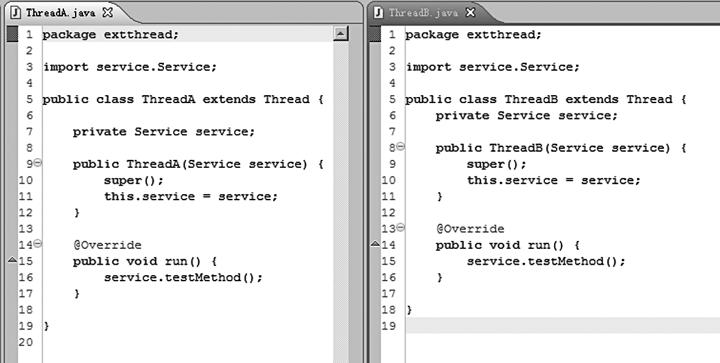 ThreadA.java
1 package extthread;
2
3 import service.Service;
4
5 public class ThreadA extends Thread {
6
7 private Service service;
8
9 public ThreadA(Service service) {
10 super();
11 this.service = service;
12 }
13
14 @Override
15 public void run() {
16 service.testMethod();
17 }
18
19 }
20
ThreadB.java
1 package extthread;
2
3 import service.Service;
4
5 public class ThreadB extends Thread {
6 private Service service;
7
8 public ThreadB(Service service) {
9 super();
10 this.service = service;
11 }
12
13 @Override
14 public void run() {
15 service.testMethod();
16 }
17
18 }
19